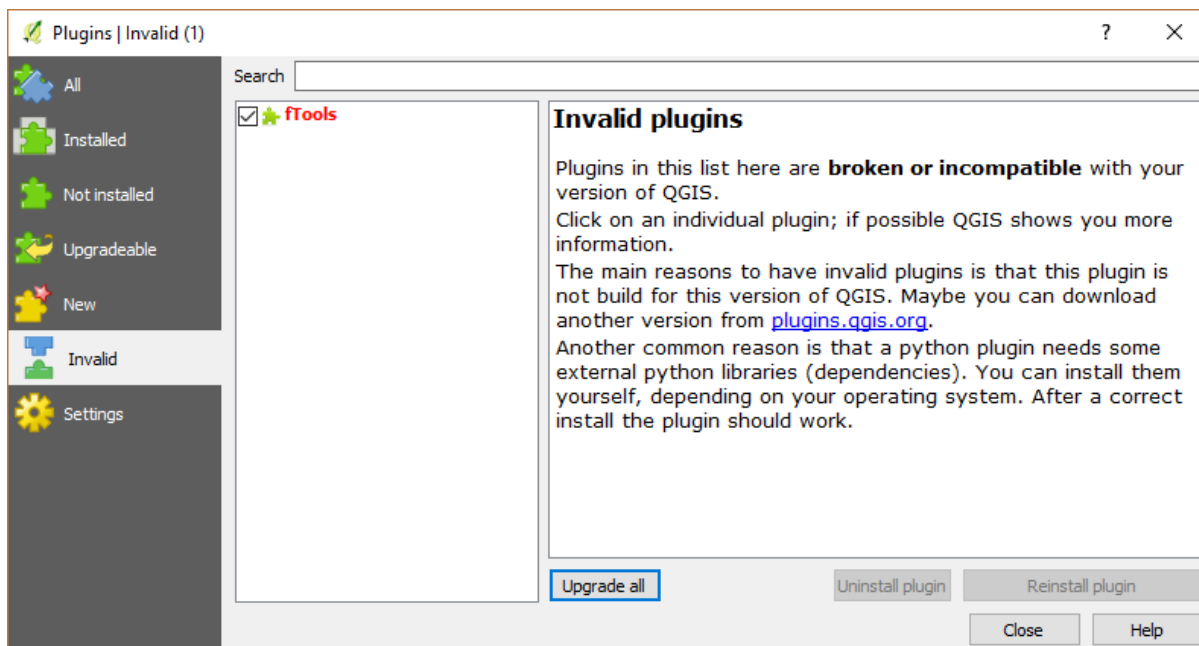 Plugins | Invalid (1)
?
All
Installed
Not installed
Upgradeable
New
Invalid
Settings
Search
fTools
Invalid plugins
Plugins in this list here are broken or incompatible with your
version of QGIS.
Click on an individual plugin; if possible QGIS shows you more
information.
The main reasons to have invalid plugins is that this plugin is
not build for this version of QGIS. Maybe you can download
another version from plugins.qgis.org.
Another common reason is that a python plugin needs some
external python libraries (dependencies). You can install them
yourself, depending on your operating system. After a correct
install the plugin should work.
Upgrade all
Uninstall plugin
Reinstall plugin
Close
Help